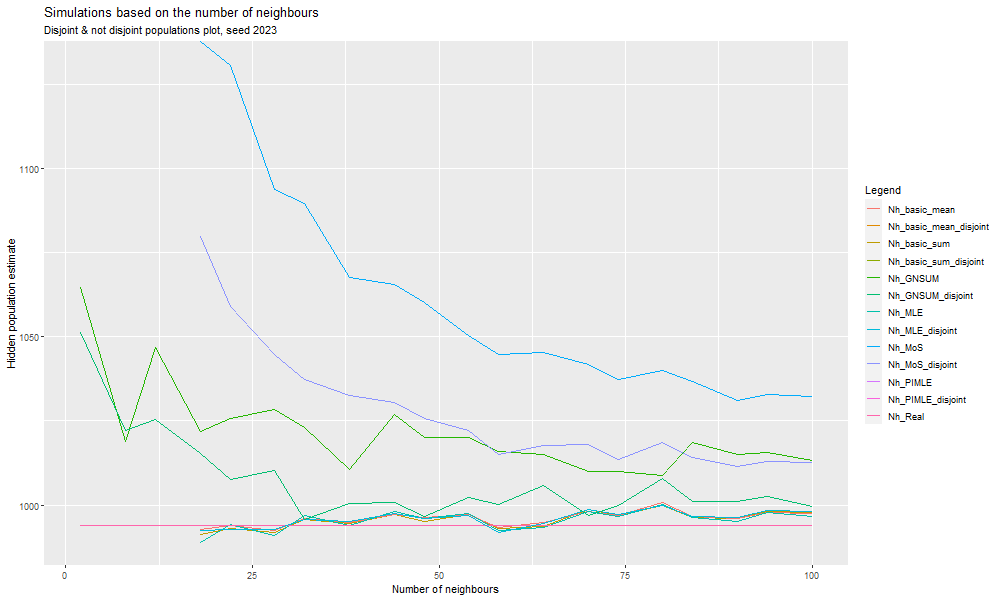 Simulations based on the number of neighbours
Disjoint & not disjoint populations plot, seed 2023
Hidden population estimate
1100
1050
1000
0
25
50
75
100
Number of neighbours
Legend
Nh_basic_mean
Nh_basic_mean_disjoint
Nh_basic_sum
Nh_basic_sum_disjoint
Nh_GNSUM
Nh_GNSUM_disjoint
Nh_MLE
Nh_MLE_disjoint
Nh_MoS
Nh_MoS_disjoint
Nh_PIMLE
Nh_PIMLE_disjoint
Nh_Real